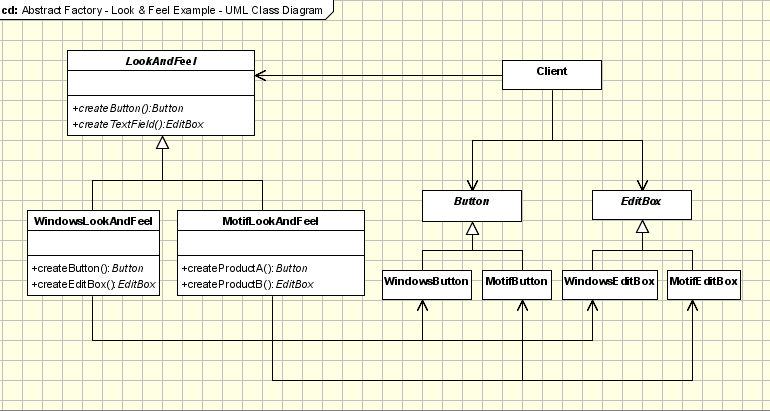 cd: Abstract Factory - Look & Feel Example - UML Class Diagram
LookAndFeel
+createButton():Button
+createTextField():EditBox
Client
Button
EditBox
WindowsLookAndFeel
+createButton(): Button
+createEditBox(): EditBox
MotifLookAndFeel
+createProductA(): Button
+createProductB(): EditBox
WindowsButton
MotifButton
WindowsEditBox
MotifEditBox